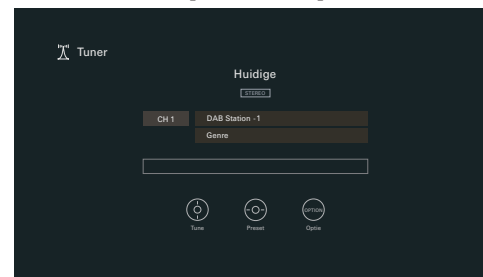 Tuner
Huidige
STEREO
CH 1 DAB Station -1
Genre
OPTION
Tune Preset Optie